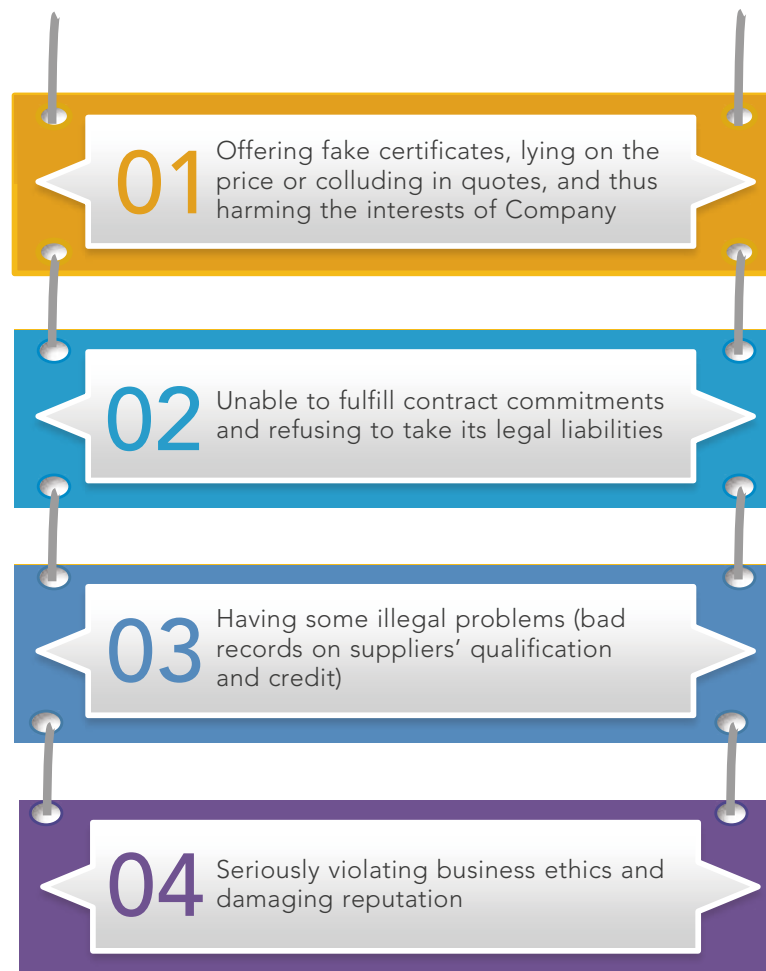 01
Offering fake certificates, lying on the
price or colluding in quotes, and thus
harming the interests of Company
02
Unable to fulfill contract commitments
and refusing to take its legal liabilities
03
Having some illegal problems (bad
records on suppliers’ qualification
and credit)
04
Seriously violating business ethics and
damaging reputation